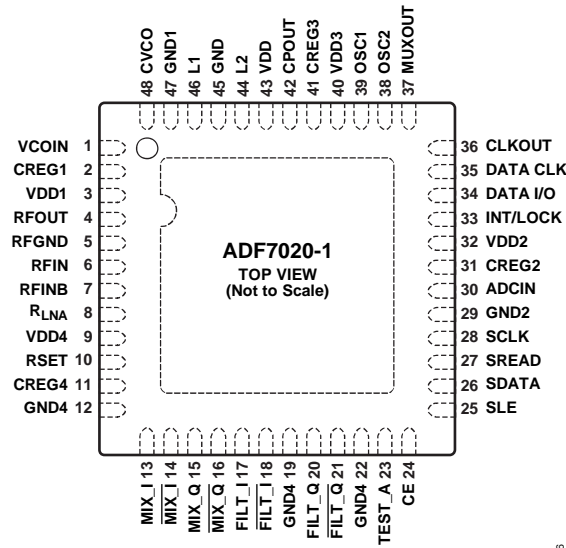 48 CVCO
47 GND1
46 L1
45 GND
44 L2
43 VDD
42 CPOUT
41 CREG3
40 VDD3
39 OSC1
38 OSC2
37 MUXOUT
VCOIN 1
CREG1 2
VDD1 3
RFOUT 4
RFGND 5
RFIN 6
RFINB 7
RLNA 8
VDD4 9
RSET 10
CREG4 11
GND4 12
ADF7020-1
TOP VIEW
(Not to Scale)
36 CLKOUT
35 DATA CLK
34 DATA I/O
33 INT/LOCK
32 VDD2
31 CREG2
30 ADCIN
29 GND2
28 SCLK
27 SREAD
26 SDATA
25 SLE
MIX_I 13
MIX_I 14
MIX_Q 15
MIX_Q 16
FILT_I 17
FILT_I 18
GND4 19
FILT_Q 20
FILT_Q 21
GND4 22
TEST_A 23
CE 24